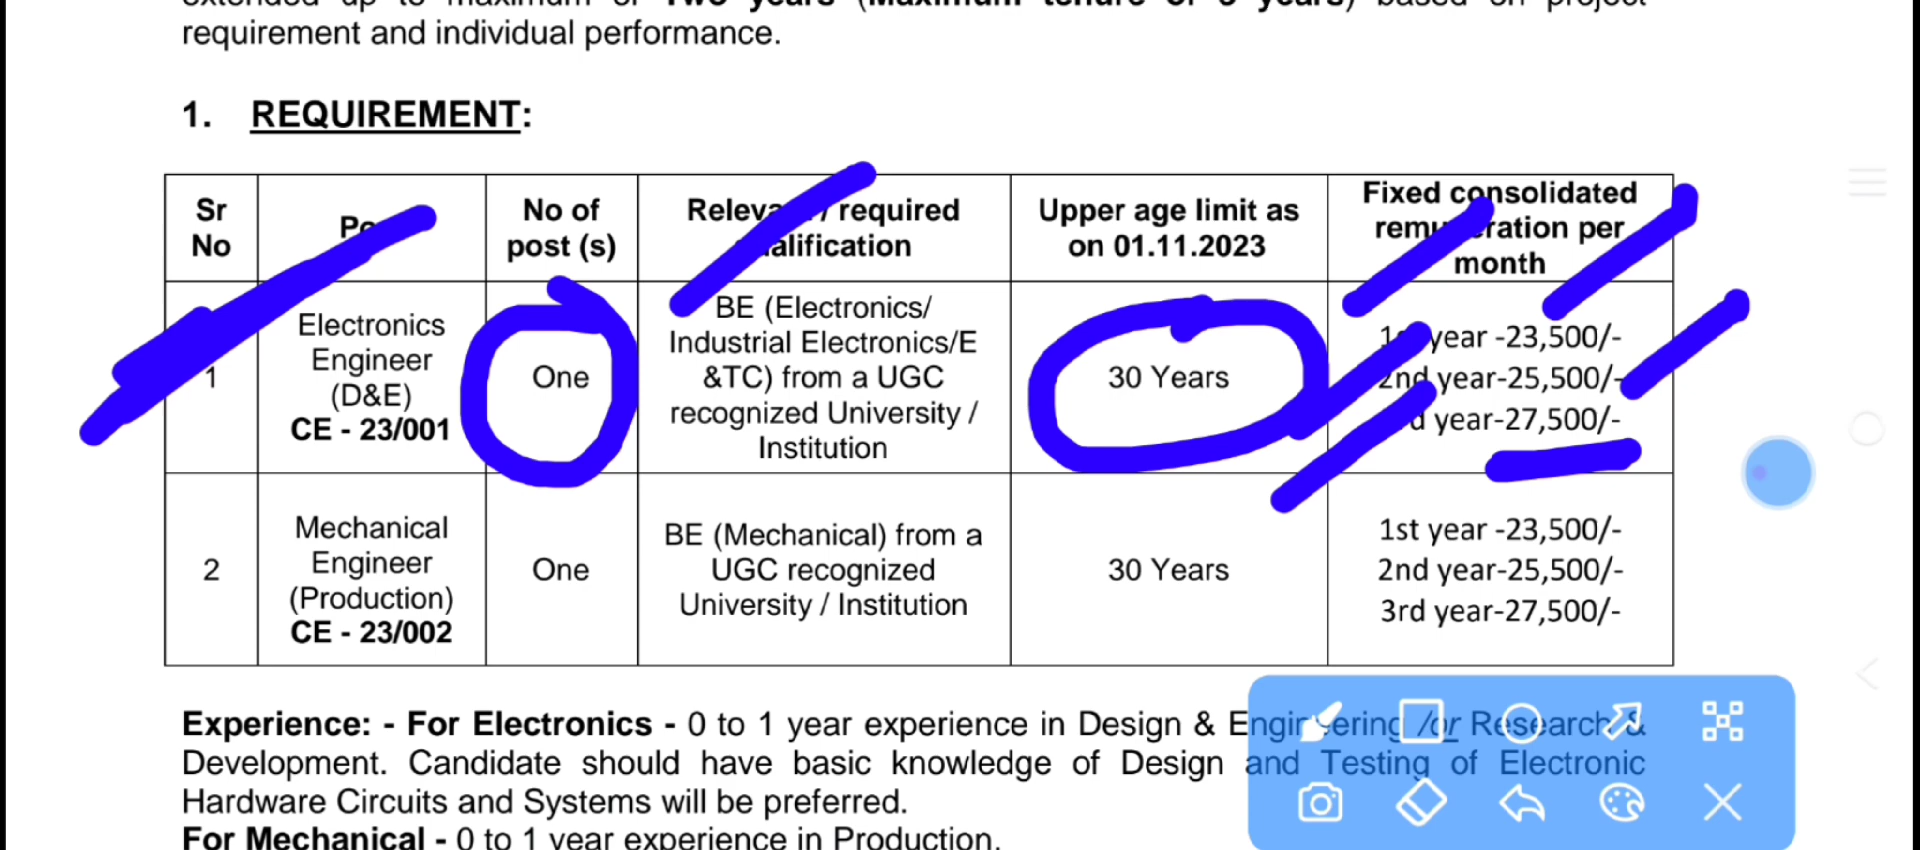 requirement and individual performance.
1. REQUIREMENT:
Sr No
No of post (s)
required
Upper age limit as on 01.11.2023
Fixed consolidated
per month
1
Electronics Engineer (D&E) CE - 23/001
One
BE (Electronics/ Industrial Electronics/E &TC) from a UGC recognized University / Institution
30 Years
year -23,500/-
2nd year-25,500/-
year-27,500/-
2
Mechanical Engineer (Production) CE - 23/002
One
BE (Mechanical) from a UGC recognized University / Institution
30 Years
1st year -23,500/-
2nd year-25,500/-
3rd year-27,500/-
Experience: - For Electronics - 0 to 1 year experience in Design & Engineering /or Research &
Development. Candidate should have basic knowledge of Design and Testing of Electronic
Hardware Circuits and Systems will be preferred.
For Mechanical - 0 to 1 year experience in Production.